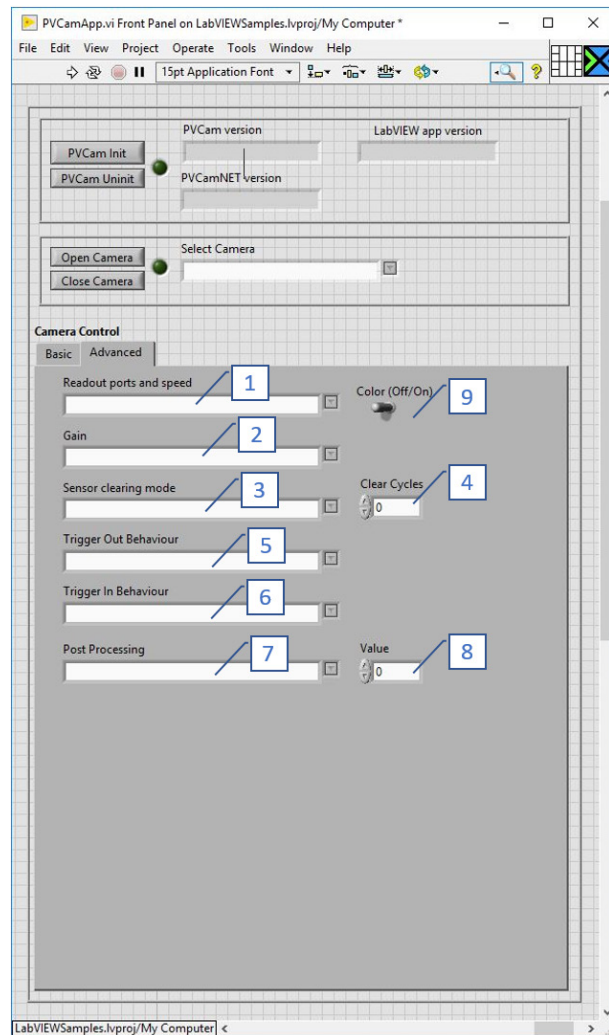 PVCamApp.vi Front Panel on LabVIEWSamples.lvproj/My Computer *
File Edit View Project Operate Tools Window Help
15pt Application Font
PVCam version LabVIEW app version
PVCam Init
PVCam Uninit PVCamNET version
Open Camera Select Camera
Close Camera
Camera Control
Basic Advanced
Readout ports and speed 1 Color (Off/On) 9
Gain 2
Sensor clearing mode 3 Clear Cycles 4
0
Trigger Out Behaviour 5
Trigger In Behaviour 6
Post Processing 7 Value 8
0
LabVIEWSamples.lvproj/My Computer